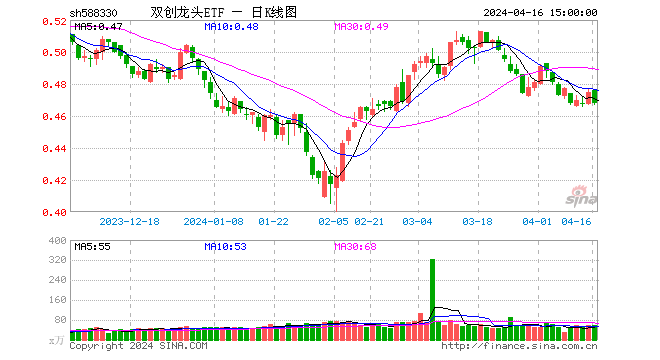 sh588330 双创龙头ETF — 日K线图 2024-04-16 15:00:00
MA5:0.47 MA10:0.48 MA30:0.49
0.52
0.50
0.48
0.46
0.44
0.42
0.40
sina
2023-12-18 2024-01-08 01-22 02-05 02-21 03-04 03-18 04-01 04-16
MA5:55 MA10:53 MA30:68
400
320
240
160
80
x万
Copyright 2024 SINA.COM http://finance.sina.com.cn